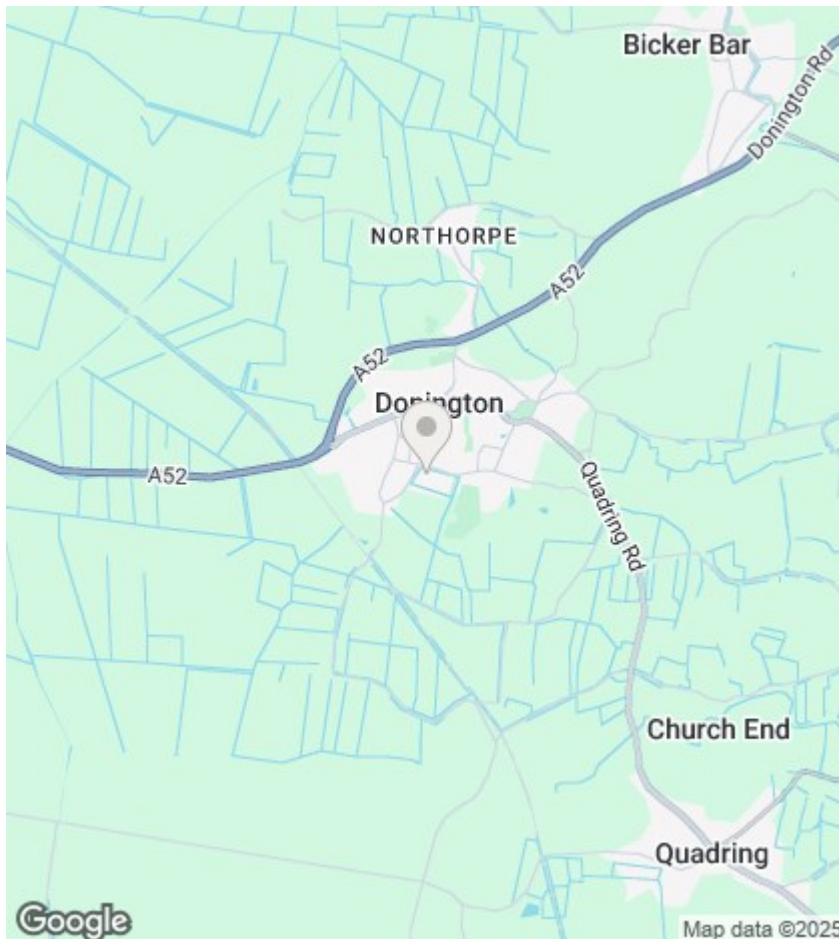 Bicker Bar
Donington Rd
NORTHORPE
A52
A52
Donington
A52
Quadring Rd
Church End
Quadring
Google
Map data ©2025